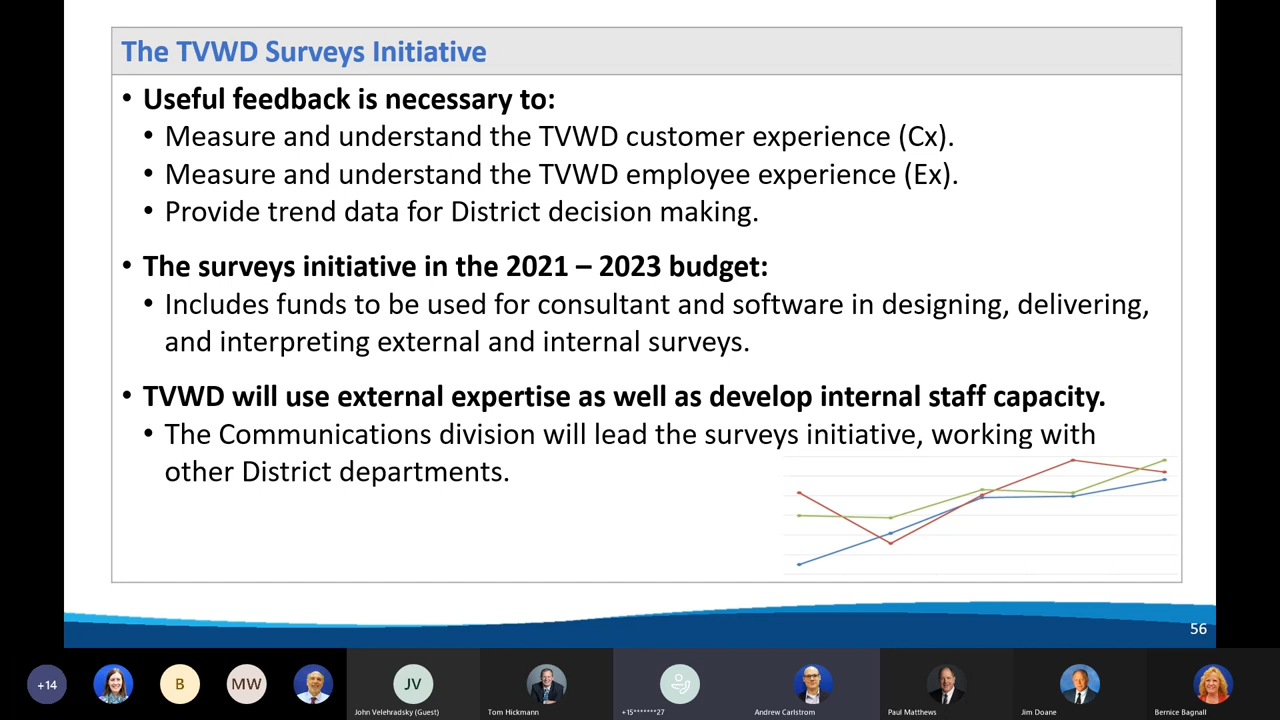 The TVWD Surveys Initiative
• Useful feedback is necessary to:
• Measure and understand the TVWD customer experience (Cx).
• Measure and understand the TVWD employee experience (Ex).
• Provide trend data for District decision making.
• The surveys initiative in the 2021 – 2023 budget:
• Includes funds to be used for consultant and software in designing, delivering,
and interpreting external and internal surveys.
• TVWD will use external expertise as well as develop internal staff capacity.
• The Communications division will lead the surveys initiative, working with
other District departments.
56
+14
B
MW
JV
John Velehradsky (Guest)
Tom Hickmann
+15*******27
Andrew Carlstrom
Paul Matthews
Jim Doane
Bernice Bagnall